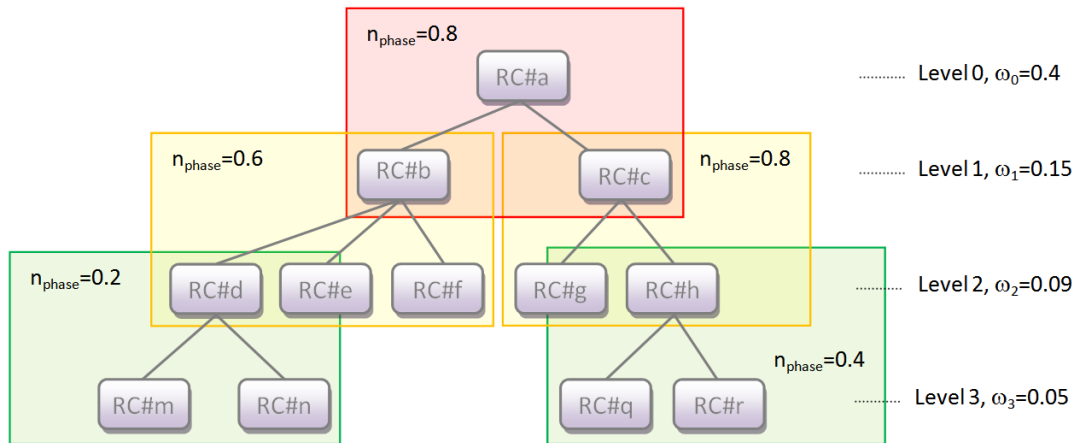 n_phase=0.8
RC#a
Level 0, ω₀=0.4
n_phase=0.6
RC#b
RC#c
n_phase=0.8
Level 1, ω₁=0.15
n_phase=0.2
RC#d
RC#e
RC#f
RC#g
RC#h
Level 2, ω₂=0.09
n_phase=0.4
RC#m
RC#n
RC#q
RC#r
Level 3, ω₃=0.05